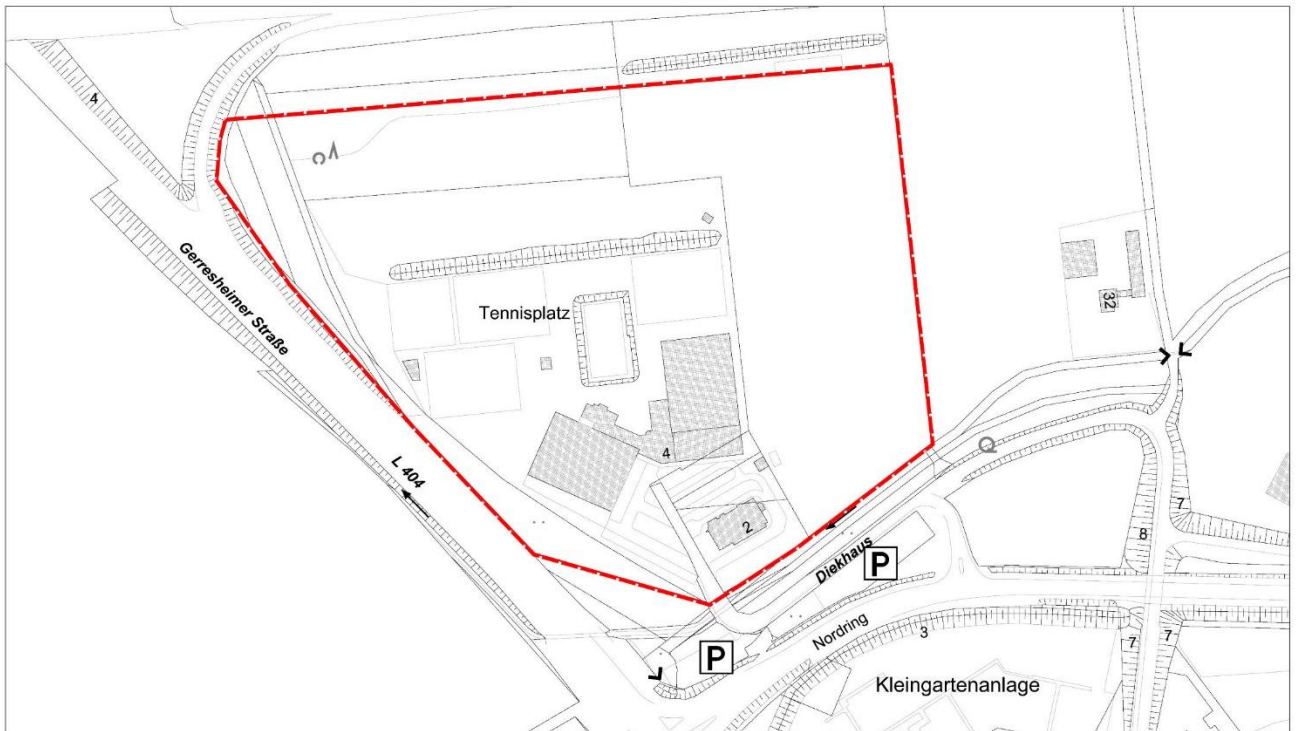 4
Gerresheimer Straße
Tennisplatz
32
L 404
4
2
Q
Diekhaus
P
7
8
Nordring
3
P
7
7
Kleingartenanlage